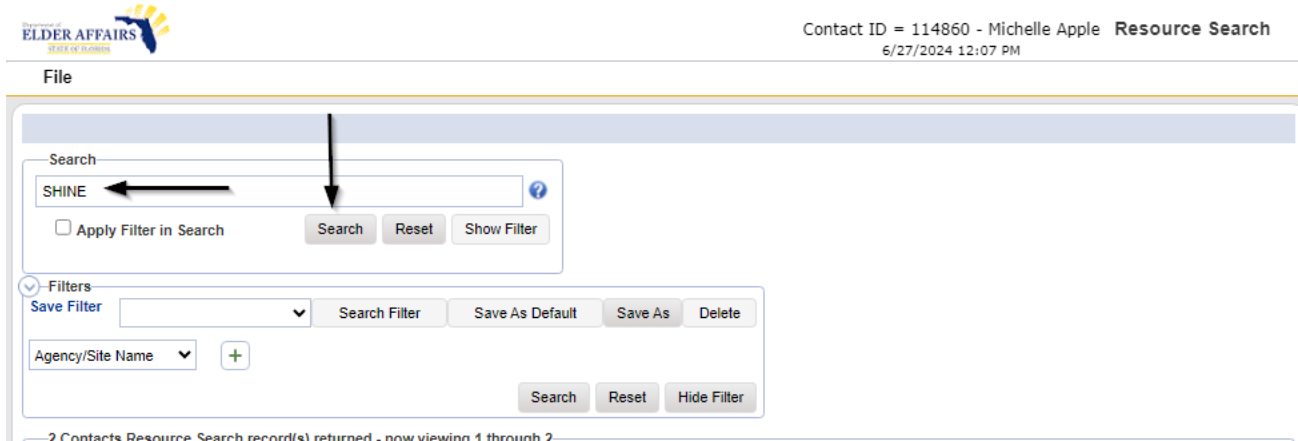 Department of
ELDER AFFAIRS
STATE OF FLORIDA
Contact ID = 114860 - Michelle Apple Resource Search
6/27/2024 12:07 PM
File
Search
SHINE
?
Apply Filter in Search Search Reset Show Filter
Filters
Save Filter Search Filter Save As Default Save As Delete
Agency/Site Name +
Search Reset Hide Filter
2 Contacts Resource Search record(s) returned - now viewing 1 through 2